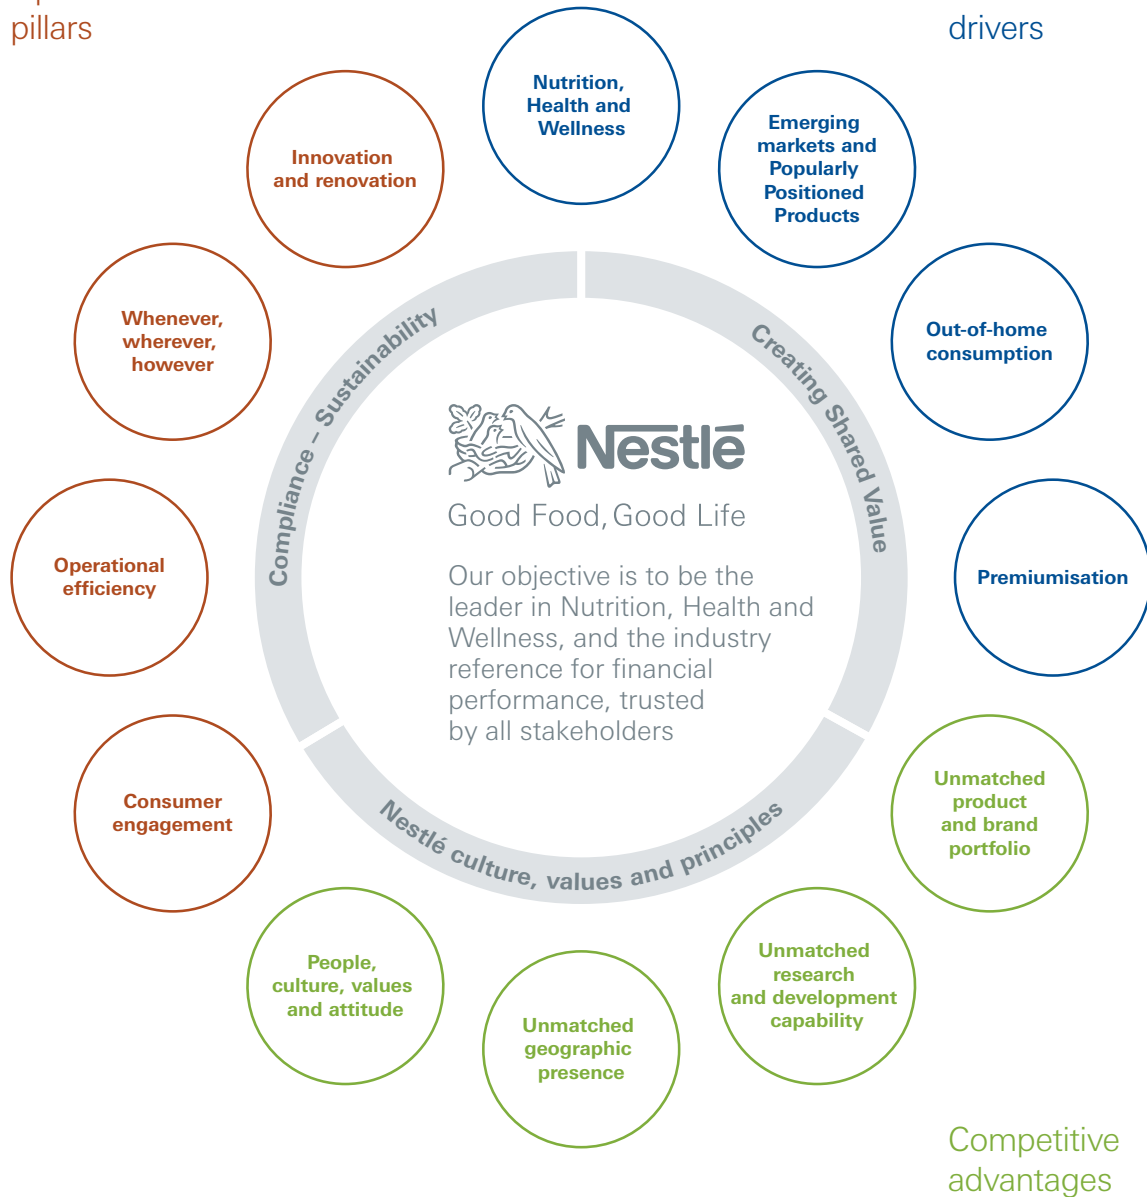 pillars
drivers
Nutrition,
Health and
Wellness
Emerging
markets and
Popularly
Positioned
Products
Innovation
and renovation
Whenever,
wherever,
however
Out-of-home
consumption
Compliance – Sustainability
Creating Shared Value
Nestlé
Good Food, Good Life
Our objective is to be the
leader in Nutrition, Health and
Wellness, and the industry
reference for financial
performance, trusted
by all stakeholders
Operational
efficiency
Premiumisation
Consumer
engagement
Unmatched
product
and brand
portfolio
Nestlé culture, values and principles
People,
culture, values
and attitude
Unmatched
geographic
presence
Unmatched
research
and development
capability
Competitive
advantages